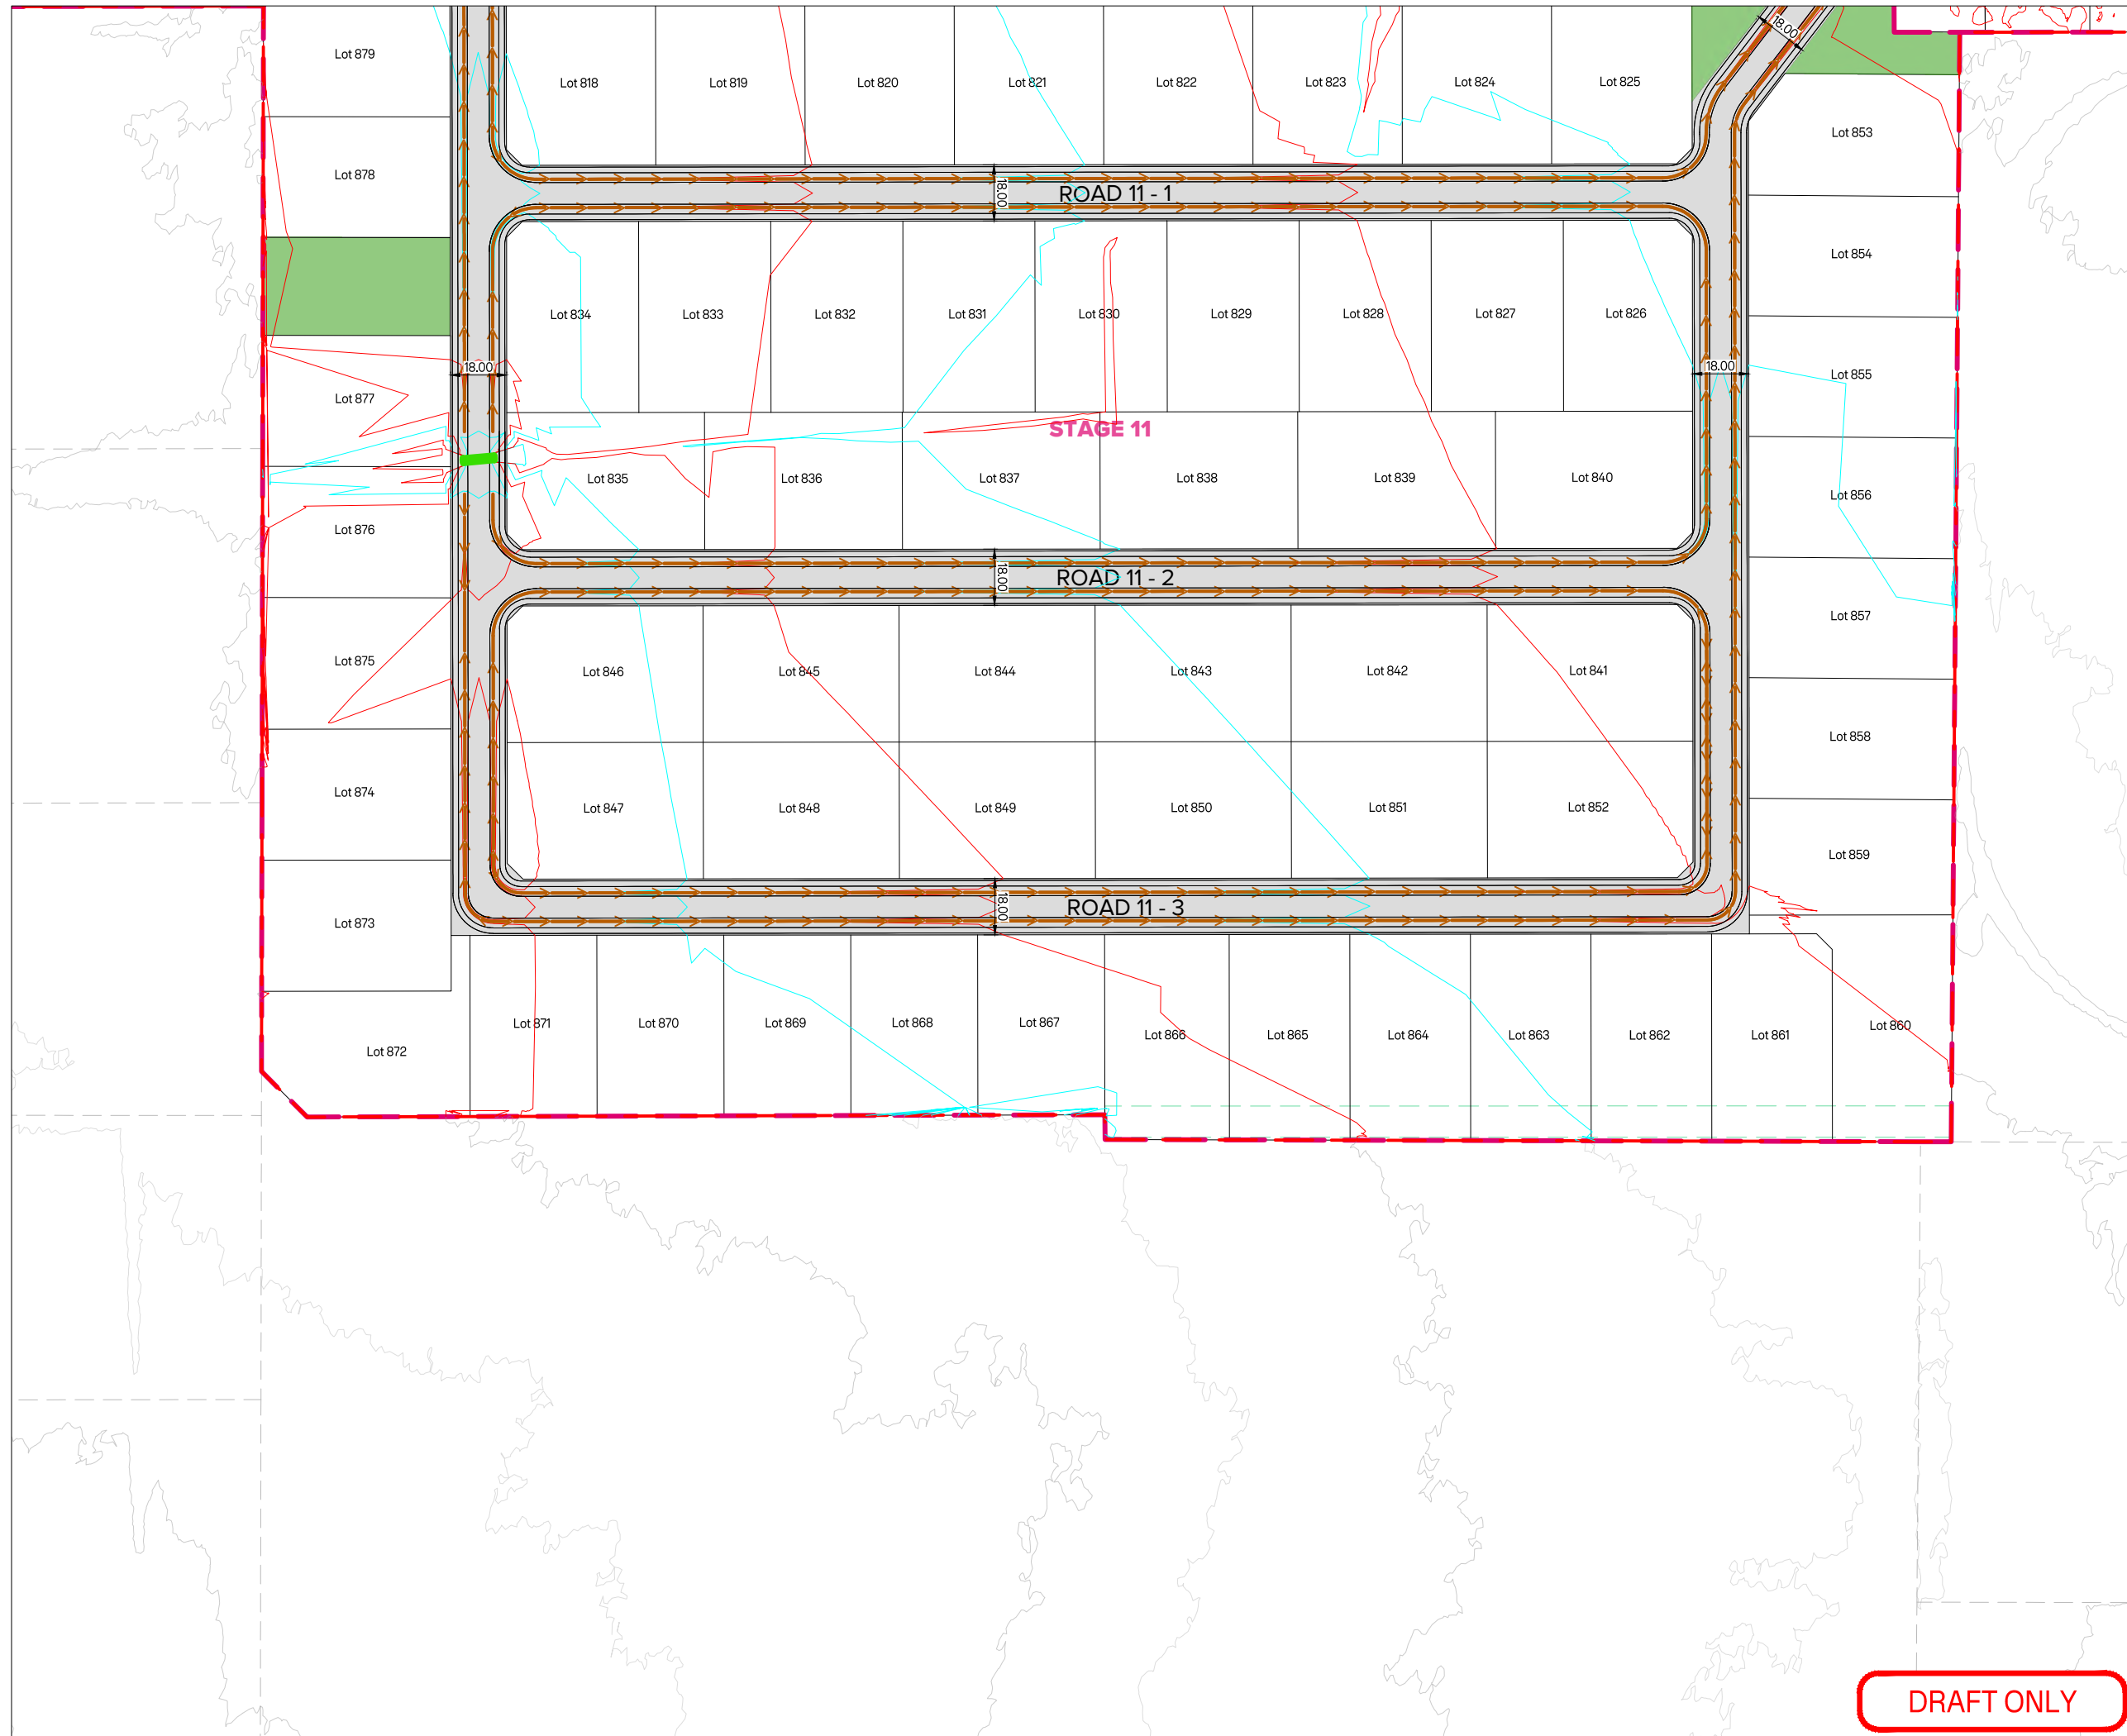 18.00
Lot 879
Lot 818
Lot 819
Lot 820
Lot 821
Lot 822
Lot 823
Lot 824
Lot 825
Lot 853
Lot 878
18.00
ROAD 11 - 1
Lot 854
Lot 834
Lot 833
Lot 832
Lot 831
Lot 830
Lot 829
Lot 828
Lot 827
Lot 826
18.00
18.00
Lot 855
Lot 877
STAGE 11
Lot 835
Lot 836
Lot 837
Lot 838
Lot 839
Lot 840
Lot 856
Lot 876
18.00
ROAD 11 - 2
Lot 857
Lot 875
Lot 846
Lot 845
Lot 844
Lot 843
Lot 842
Lot 841
Lot 858
Lot 874
Lot 847
Lot 848
Lot 849
Lot 850
Lot 851
Lot 852
Lot 859
Lot 873
18.00
ROAD 11 - 3
Lot 872
Lot 871
Lot 870
Lot 869
Lot 868
Lot 867
Lot 866
Lot 865
Lot 864
Lot 863
Lot 862
Lot 861
Lot 860
DRAFT ONLY